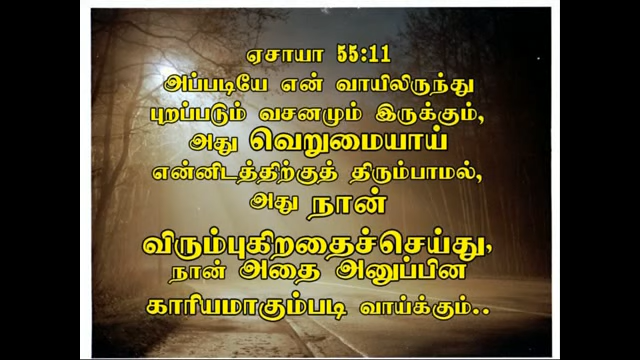 ஏசாயா 55:11
அப்படியே என் வாயிலிருந்து
புறப்படும் வசனமும் இருக்கும்,
அது வெறுமையாய்
என்னிடத்திற்குத் திரும்பாமல்,
அது நான்
விரும்புகிறதைச்செய்து,
நான் அதை அனுப்பின
காரியமாகும்படி வாய்க்கும்..